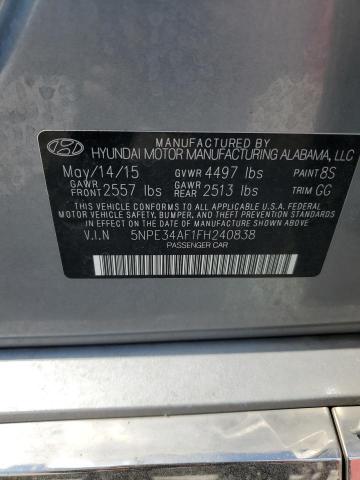 MANUFACTURED BY
HYUNDAI MOTOR MANUFACTURING ALABAMA, LLC
May/14/15 GVWR 4497 lbs PAINT 8S
GAWR FRONT 2557 lbs GAWR REAR 2513 lbs TRIM GG
THIS VEHICLE CONFORMS TO ALL APPLICABLE U.S.A FEDERAL
MOTOR VEHICLE SAFETY, BUMPER, AND THEFT PREVENTION
STANDARDS IN EFFECT ON THE DATE OF MANUFACTURE SHOWN ABOVE.
V.I.N 5NPE34AF1FH240838
PASSENGER CAR